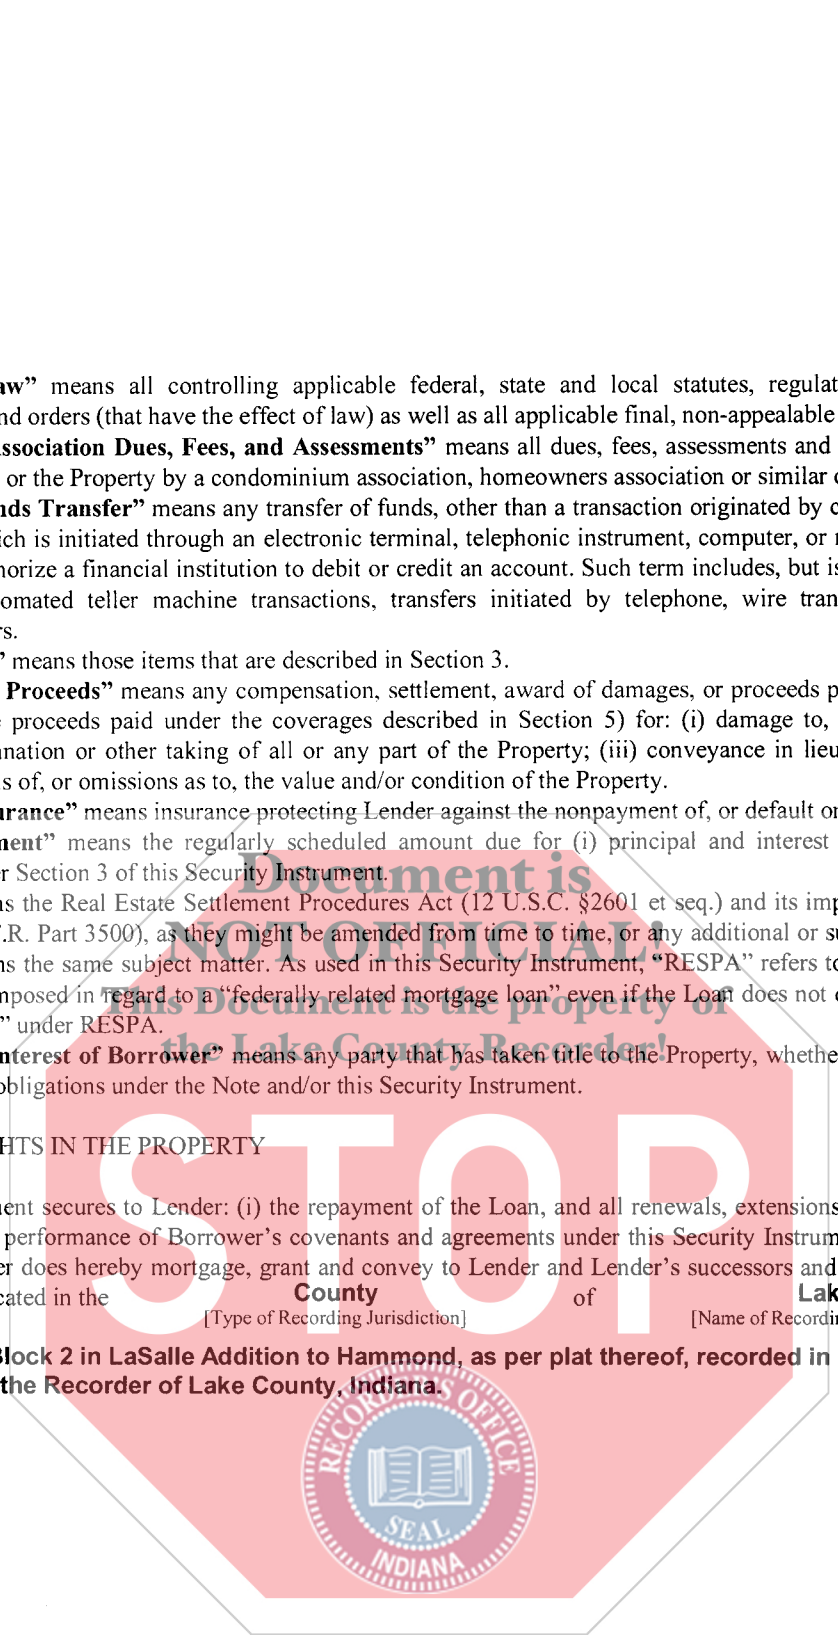 aw” means all controlling applicable federal, state and local statutes, regulat
nd orders (that have the effect of law) as well as all applicable final, non-appealable
ssociation Dues, Fees, and Assessments” means all dues, fees, assessments and
or the Property by a condominium association, homeowners association or similar
nds Transfer” means any transfer of funds, other than a transaction originated by c
ich is initiated through an electronic terminal, telephonic instrument, computer, or
horize a financial institution to debit or credit an account. Such term includes, but is
omated teller machine transactions, transfers initiated by telephone, wire tran
rs.
” means those items that are described in Section 3.
Proceeds” means any compensation, settlement, award of damages, or proceeds p
proceeds paid under the coverages described in Section 5) for: (i) damage to,
nation or other taking of all or any part of the Property; (iii) conveyance in lieu
s of, or omissions as to, the value and/or condition of the Property.
urance” means insurance protecting Lender against the nonpayment of, or default on
ment” means the regularly scheduled amount due for (i) principal and interest
r Section 3 of this Security Instrument.
Document is
ns the Real Estate Settlement Procedures Act (12 U.S.C. §2601 et seq.) and its imp
NOT OFFICIAL!
.R. Part 3500), as they might be amended from time to time, or any additional or su
ns the same subject matter. As used in this Security Instrument, “RESPA” refers to
This Document is the property of
mposed in regard to a “federally related mortgage loan” even if the Loan does not
” under RESPA.
the Lake County Recorder!
nterest of Borrower” means any party that has taken title to the Property, whethe
obligations under the Note and/or this Security Instrument.
HTS IN THE PROPERTY
STOP
ent secures to Lender: (i) the repayment of the Loan, and all renewals, extensions
performance of Borrower’s covenants and agreements under this Security Instrum
er does hereby mortgage, grant and convey to Lender and Lender’s successors and
cated in the County of Lak
[Type of Recording Jurisdiction] [Name of Recordin
Block 2 in LaSalle Addition to Hammond, as per plat thereof, recorded in
the Recorder of Lake County, Indiana.
RECORDER'S OFFICE
SEAL
INDIANA